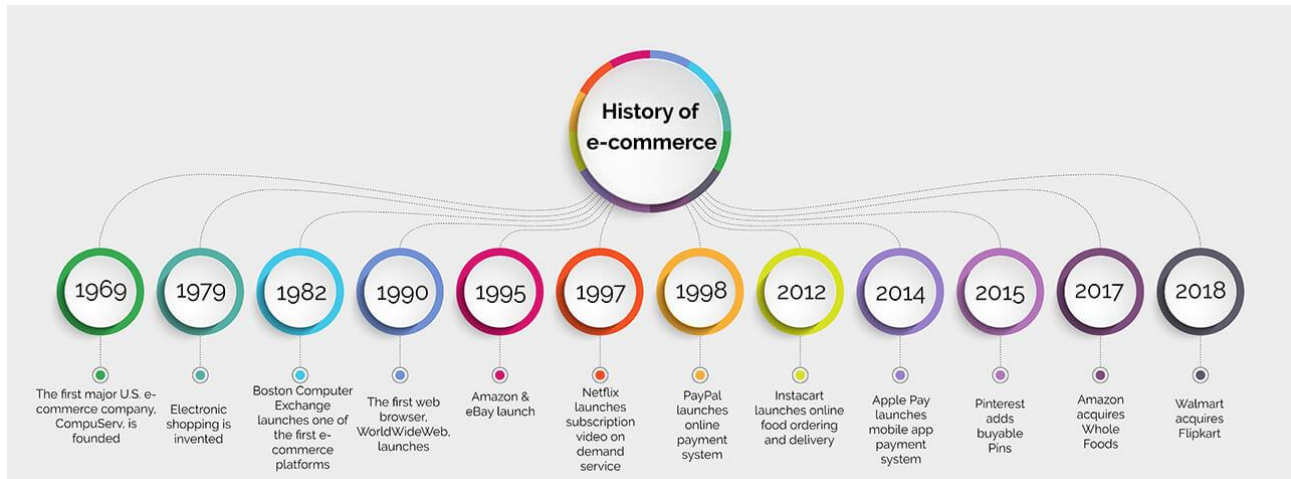 History of
e-commerce
1969
1979
1982
1990
1995
1997
1998
2012
2014
2015
2017
2018
The first major U.S. e-
commerce company,
CompuServ, is
founded
Electronic
shopping is
invented
Boston Computer
Exchange
launches one of
the first e-
commerce
platforms
The first web
browser,
WorldWideWeb,
launches
Amazon &
eBay launch
Netflix
launches
subscription
video on
demand
service
PayPal
launches
online
payment
system
Instacart
launches online
food ordering
and delivery
Apple Pay
launches
mobile app
payment
system
Pinterest
adds
buyable
Pins
Amazon
acquires
Whole
Foods
Walmart
acquires
Flipkart